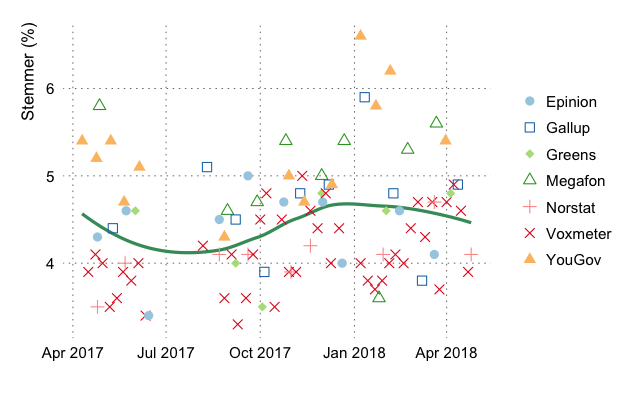 Stemmer (%)
6
5
4
Apr 2017
Jul 2017
Oct 2017
Jan 2018
Apr 2018
Epinion
Gallup
Greens
Megafon
Norstat
Voxmeter
YouGov